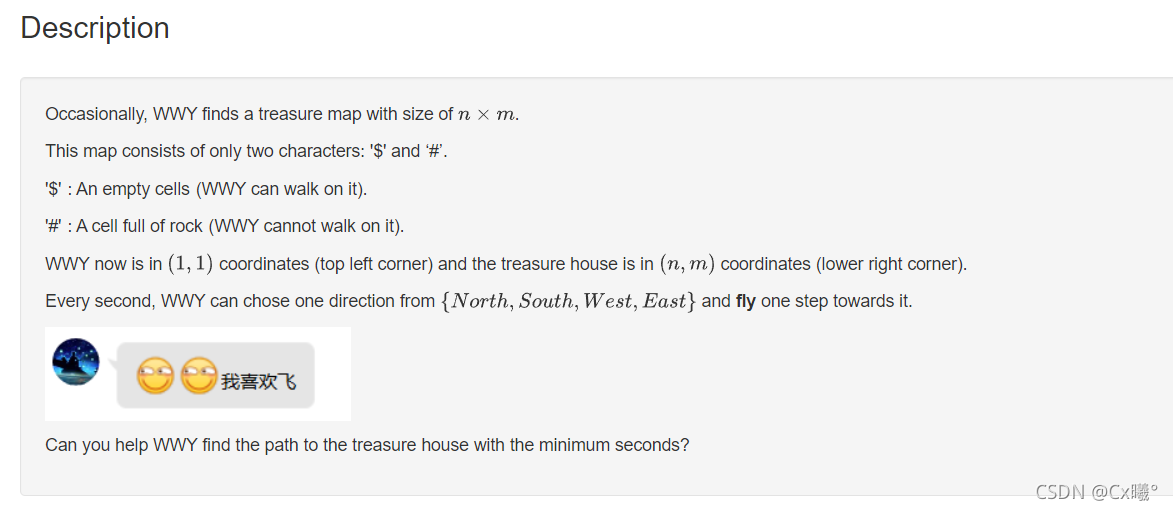 Description
Occasionally, WWY finds a treasure map with size of n × m.
This map consists of only two characters: '$' and ‘#’.
'$' : An empty cells (WWY can walk on it).
'#' : A cell full of rock (WWY cannot walk on it).
WWY now is in (1, 1) coordinates (top left corner) and the treasure house is in (n, m) coordinates (lower right corner).
Every second, WWY can chose one direction from {North, South, West, East} and fly one step towards it.
我喜欢飞
Can you help WWY find the path to the treasure house with the minimum seconds?
CSDN @Cx曦°